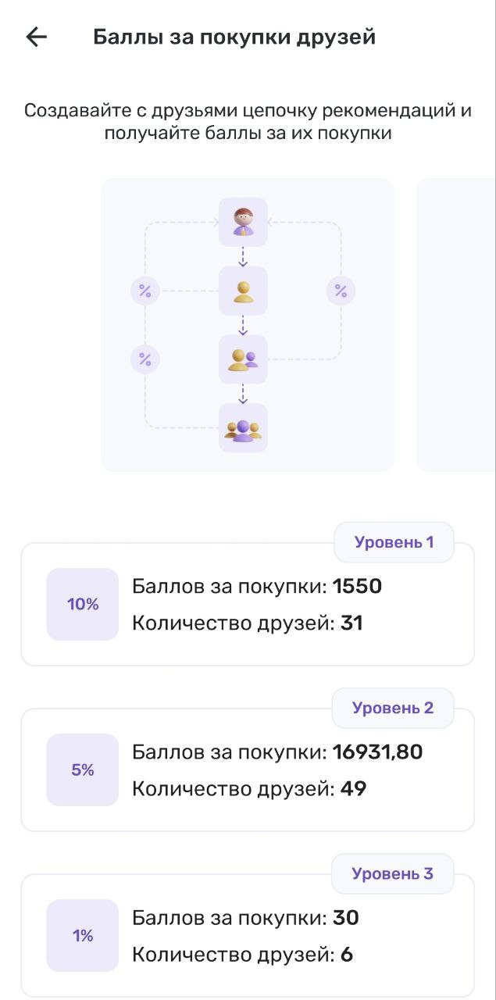 Баллы за покупки друзей
Создавайте с друзьями цепочку рекомендаций и
получайте баллы за их покупки
%
%
%
Уровень 1
10%
Баллов за покупки: 1550
Количество друзей: 31
Уровень 2
5%
Баллов за покупки: 16931,80
Количество друзей: 49
Уровень 3
1%
Баллов за покупки: 30
Количество друзей: 6